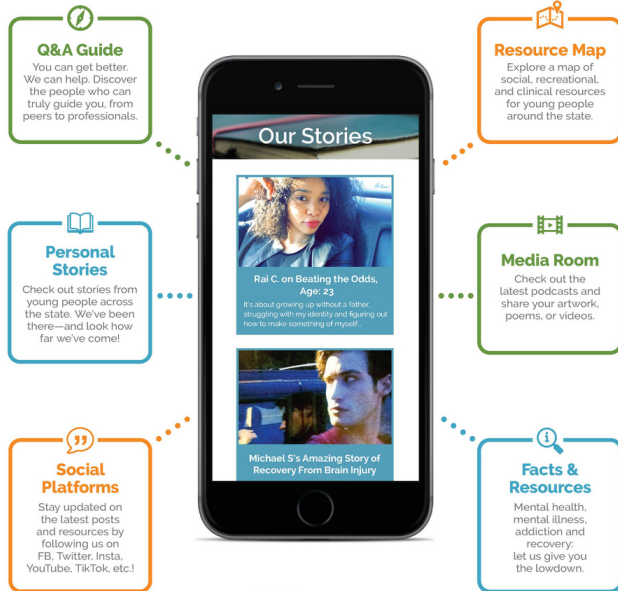 Q&A Guide
You can get better.
We can help. Discover
the people who can
truly guide you, from
peers to professionals.
Personal
Stories
Check out stories from
young people across
the state. We've been
there—and look how
far we've come!
Social
Platforms
Stay updated on
the latest posts
and resources by
following us on
FB, Twitter, Insta,
YouTube, TikTok, etc.!
Our Stories
Rai C. on Beating the Odds,
Age: 23
It's about growing up without a father,
struggling with my identity and figuring out
how to make something of myself...
Michael S's Amazing Story of
Recovery From Brain Injury
Resource Map
Explore a map of
social, recreational,
and clinical resources
for young people
around the state.
Media Room
Check out the
latest podcasts and
share your artwork,
poems, or videos.
Facts &
Resources
Mental health,
mental illness,
addiction and
recovery:
let us give you
the lowdown.